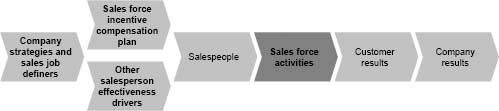 Company
strategies and
sales job
definers
Sales force
incentive
compensation
plan
Other
salesperson
effectiveness
drivers
Salespeople
Sales force
activities
Customer
results
Company
results